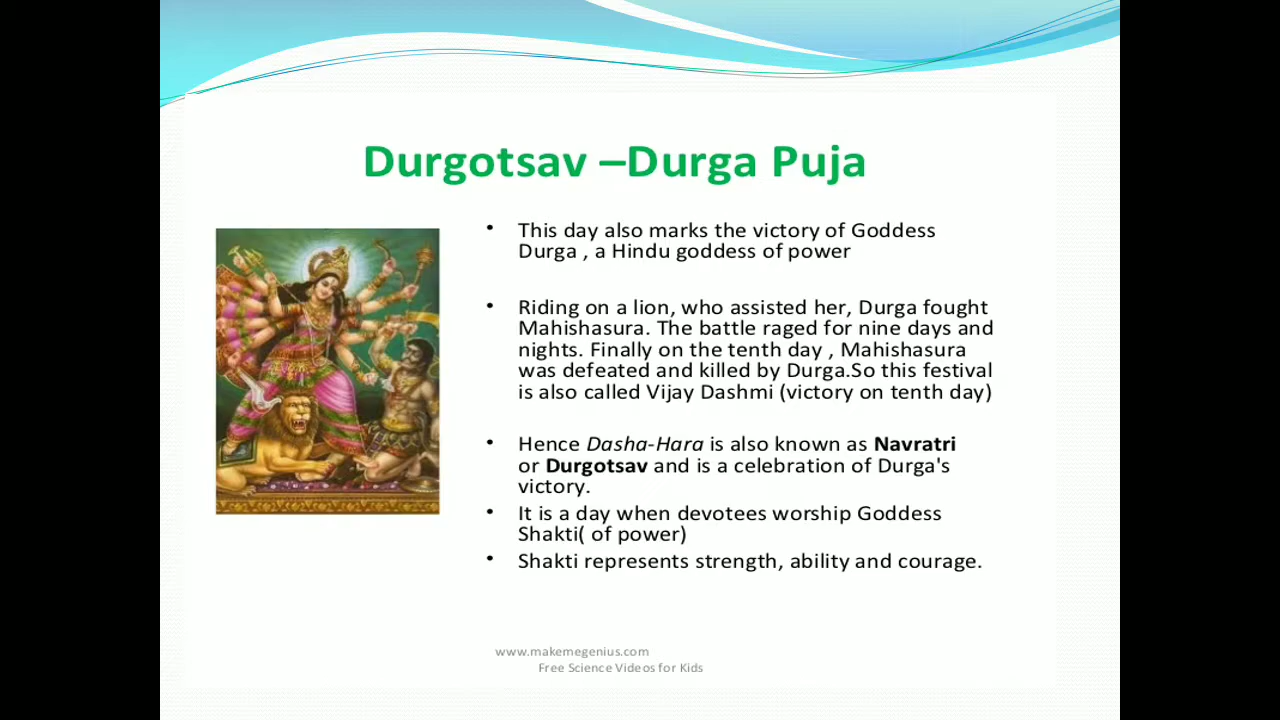 Durgotsav –Durga Puja
• This day also marks the victory of Goddess
Durga , a Hindu goddess of power
• Riding on a lion, who assisted her, Durga fought
Mahishasura. The battle raged for nine days and
nights. Finally on the tenth day , Mahishasura
was defeated and killed by Durga.So this festival
is also called Vijay Dashmi (victory on tenth day)
• Hence Dasha-Hara is also known as Navratri
or Durgotsav and is a celebration of Durga's
victory.
• It is a day when devotees worship Goddess
Shakti( of power)
• Shakti represents strength, ability and courage.
www.makemegenius.com
Free Science Videos for Kids